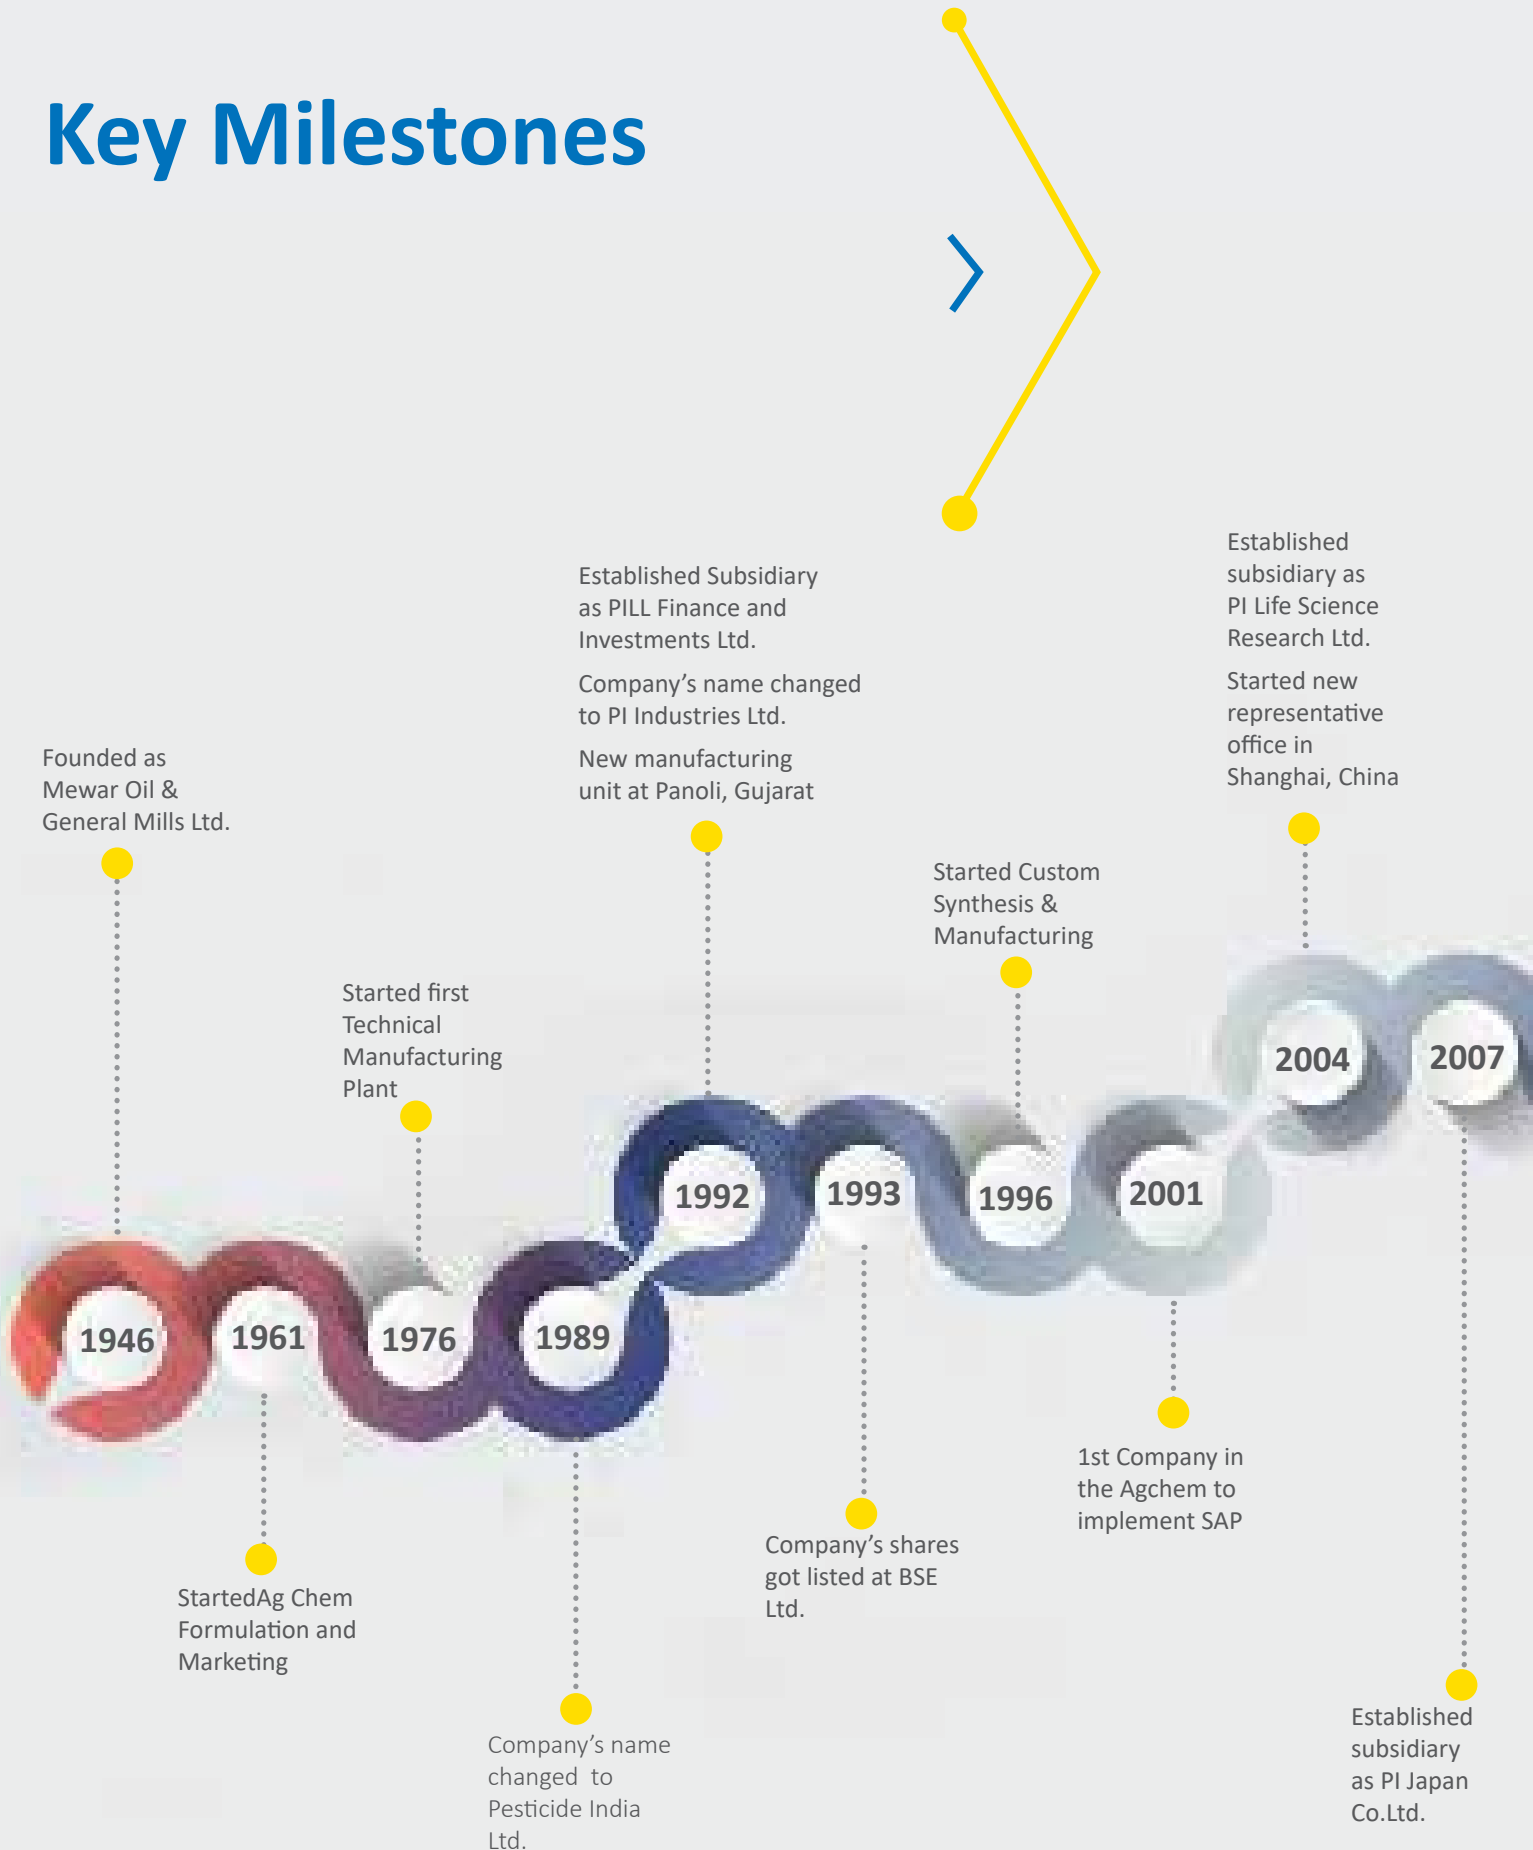 Key Milestones
Established
subsidiary as
PI Life Science
Research Ltd.
Started new
representative
office in
Shanghai, China
Established Subsidiary
as PILL Finance and
Investments Ltd.
Company’s name changed
to PI Industries Ltd.
New manufacturing
unit at Panoli, Gujarat
Founded as
Mewar Oil &
General Mills Ltd.
Started Custom
Synthesis &
Manufacturing
Started first
Technical
Manufacturing
Plant
1946
1961
1976
1989
1992
1993
1996
2001
2004
2007
StartedAg Chem
Formulation and
Marketing
Company’s name
changed  to
Pesticide India
Ltd.
Company’s shares
got listed at BSE
Ltd.
1st Company in
the Agchem to
implement SAP
Established
subsidiary
as PI Japan
Co.Ltd.